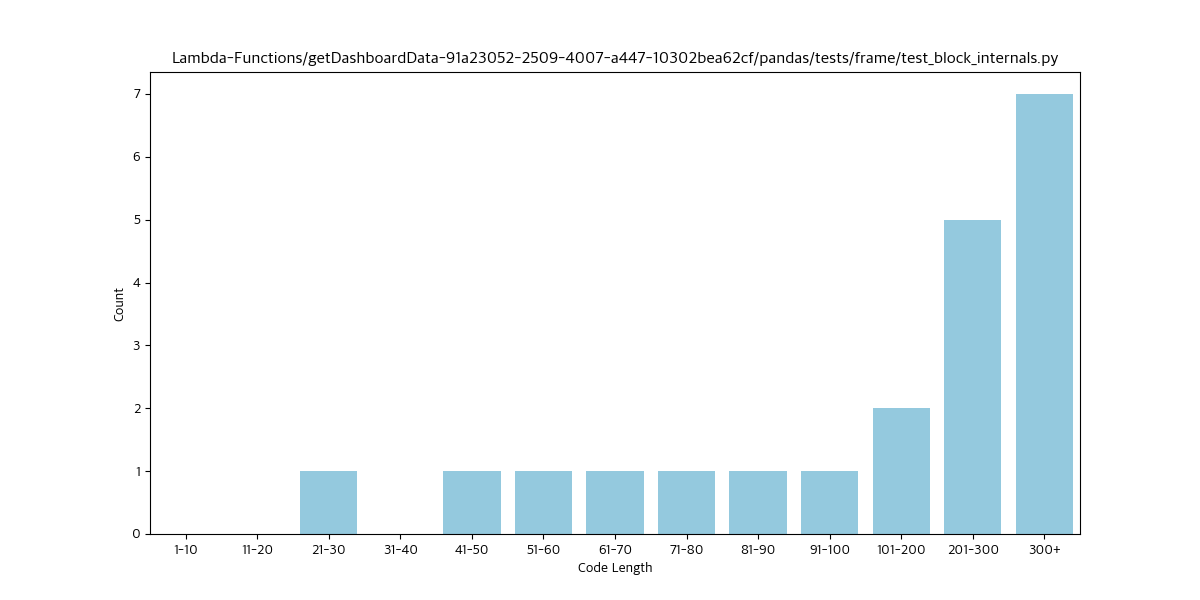 Lambda-Functions/getDashboardData-91a23052-2509-4007-a447-10302bea62cf/pandas/tests/frame/test_block_internals.py
7
6
5
4
3
2
1
0
Count
1-10 11-20 21-30 31-40 41-50 51-60 61-70 71-80 81-90 91-100 101-200 201-300 300+
Code Length